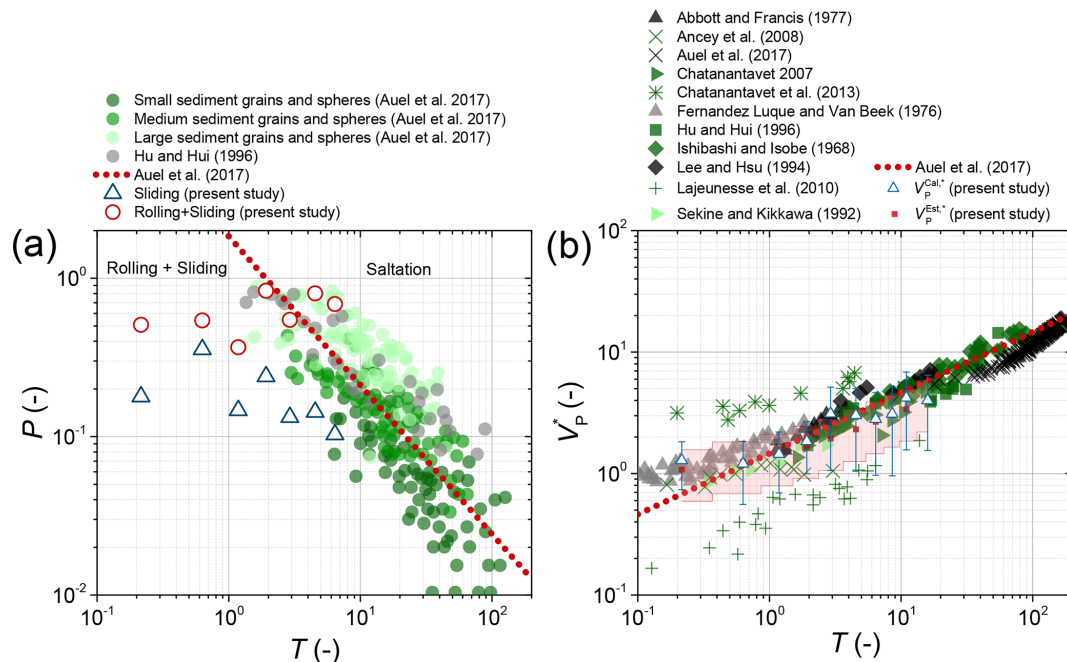 Small sediment grains and spheres (Auel et al. 2017)
Medium sediment grains and spheres (Auel et al. 2017)
Large sediment grains and spheres (Auel et al. 2017)
Hu and Hui (1996)
Auel et al. (2017)
Sliding (present study)
Rolling+Sliding (present study)
(a)
Rolling + Sliding
Saltation
10^0
10^-1
10^-2
P (-)
10^-1
10^0
10^1
10^2
T (-)
Abbott and Francis (1977)
Ancey et al. (2008)
Auel et al. (2017)
Chatanantavet 2007
Chatanantavet et al. (2013)
Fernandez Luque and Van Beek (1976)
Hu and Hui (1996)
Ishibashi and Isobe (1968)
Lee and Hsu (1994)
Lajeunesse et al. (2010)
Sekine and Kikkawa (1992)
Auel et al. (2017)
V_P^Cal,* (present study)
V_P^Est,* (present study)
(b)
10^2
10^1
10^0
10^-1
V_P^* (-)
10^-1
10^0
10^1
10^2
T (-)